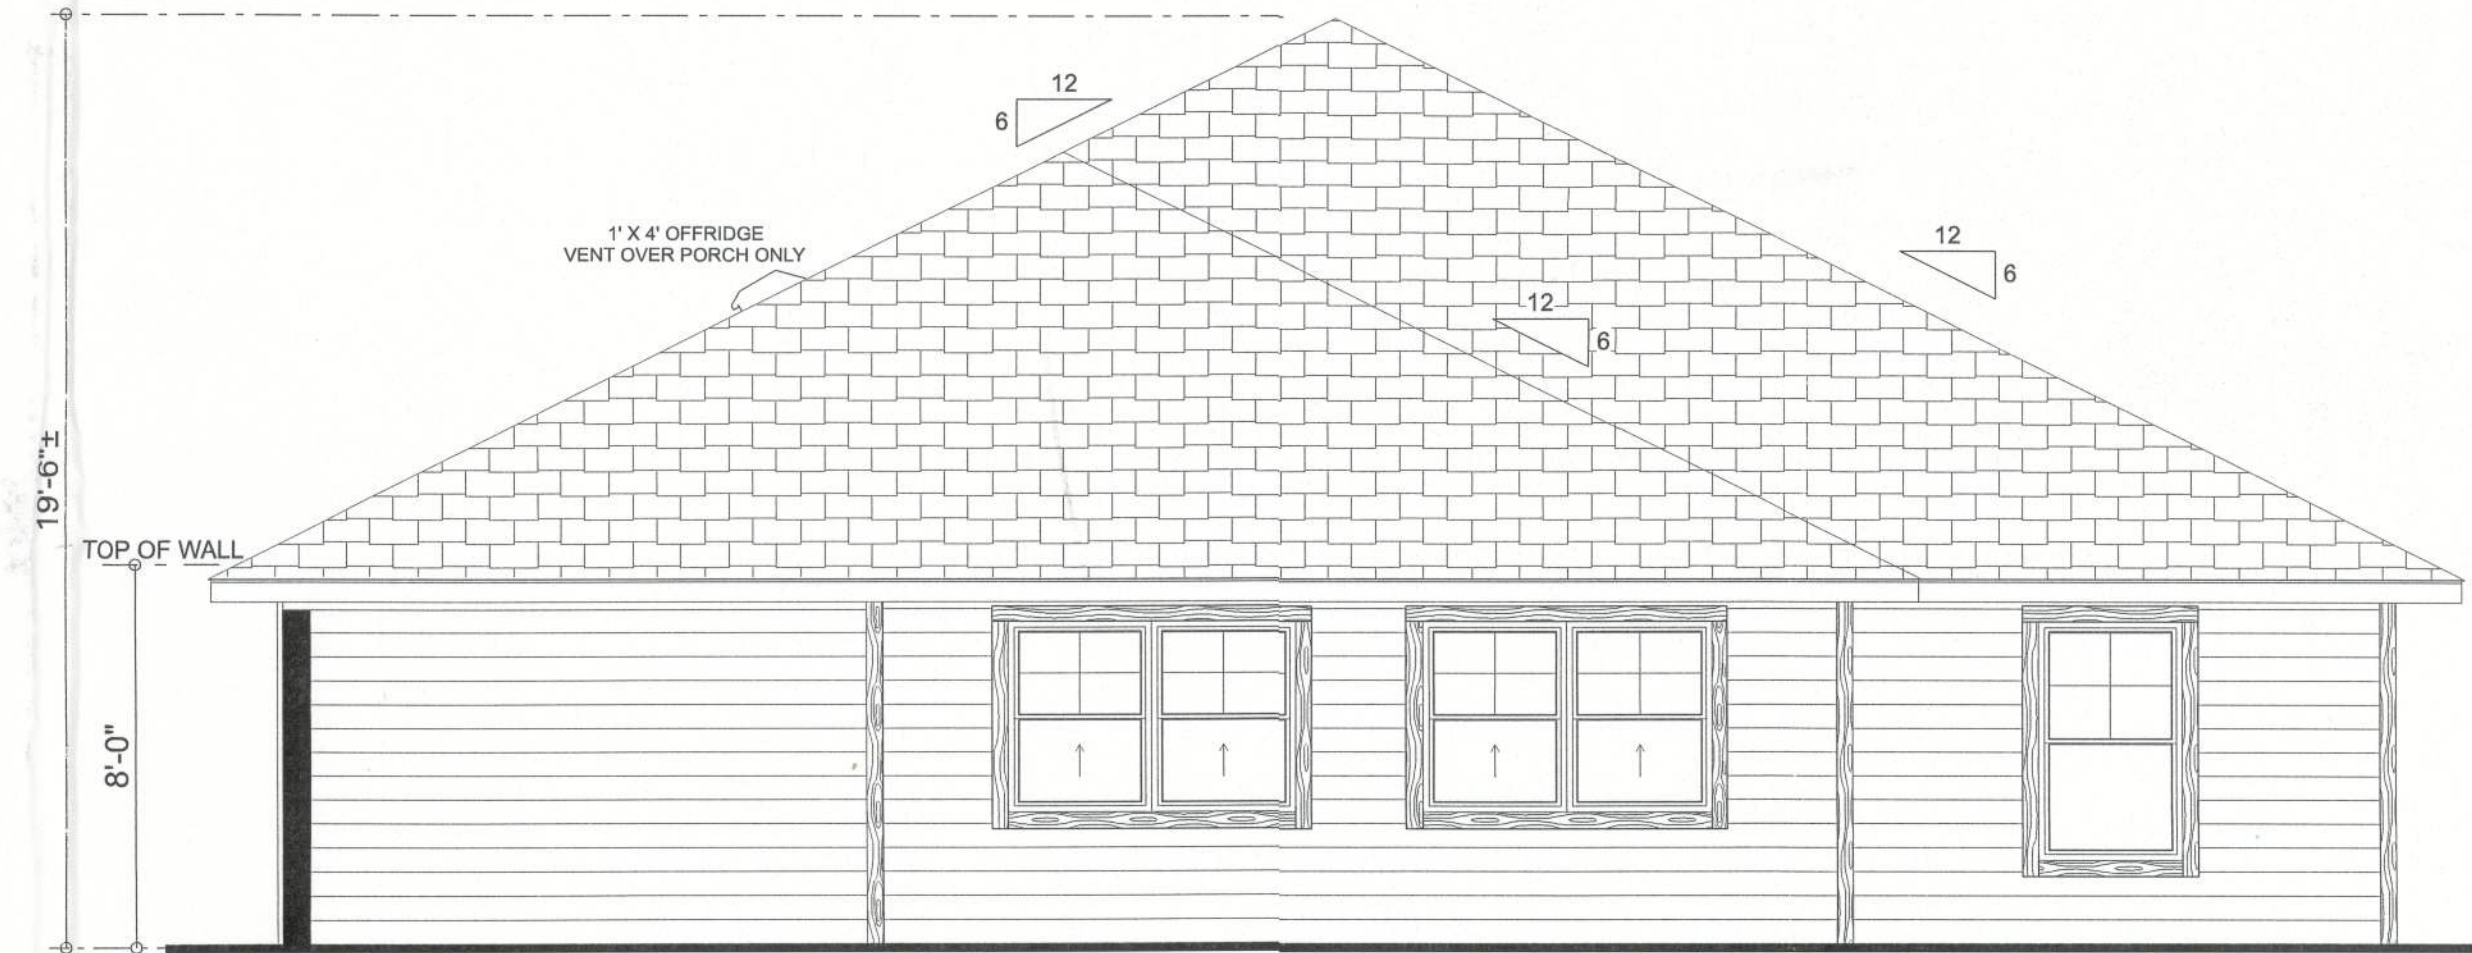 12
6
1' X 4' OFFRIDGE
VENT OVER PORCH ONLY
12
6
12
6
19'-6"±
TOP OF WALL
8'-0"